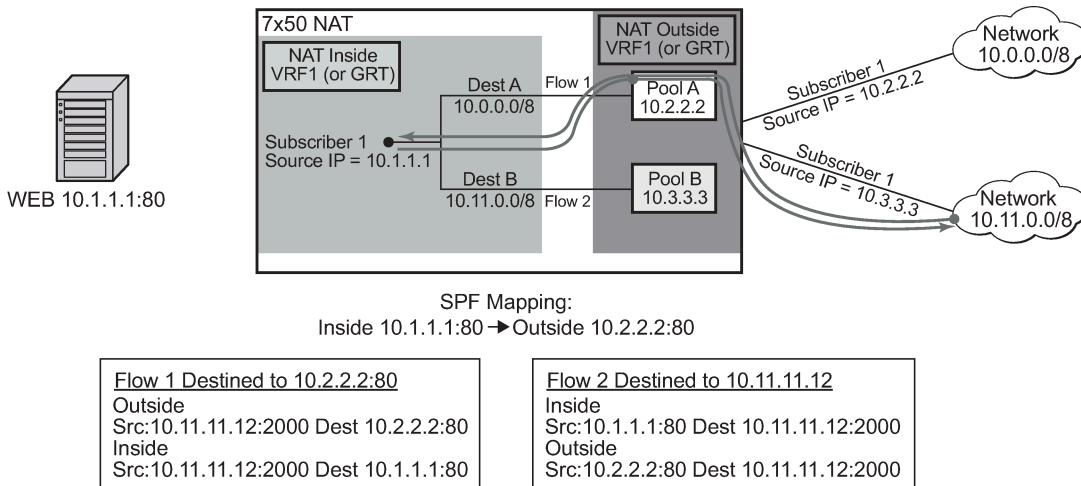 7x50 NAT
NAT Inside
VRF1 (or GRT)
NAT Outside
VRF1 (or GRT)
Network
10.0.0.0/8
Subscriber 1
Source IP = 10.2.2.2
Dest A
10.0.0.0/8
Flow 1
Pool A
10.2.2.2
Subscriber 1
Source IP = 10.1.1.1
WEB 10.1.1.1:80
Dest B
10.11.0.0/8
Flow 2
Pool B
10.3.3.3
Subscriber 1
Source IP = 10.3.3.3
Network
10.11.0.0/8
SPF Mapping:
Inside 10.1.1.1:80 → Outside 10.2.2.2:80
Flow 1 Destined to 10.2.2.2:80
Outside
Src:10.11.11.12:2000 Dest 10.2.2.2:80
Inside
Src:10.11.11.12:2000 Dest 10.1.1.1:80
Flow 2 Destined to 10.11.11.12
Inside
Src:10.1.1.1:80 Dest 10.11.11.12:2000
Outside
Src:10.2.2.2:80 Dest 10.11.11.12:2000